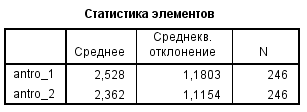 Статистика элементов
Среднее Среднекв. отклонение N
antro_1 2,528 1,1803 246
antro_2 2,362 1,1154 246